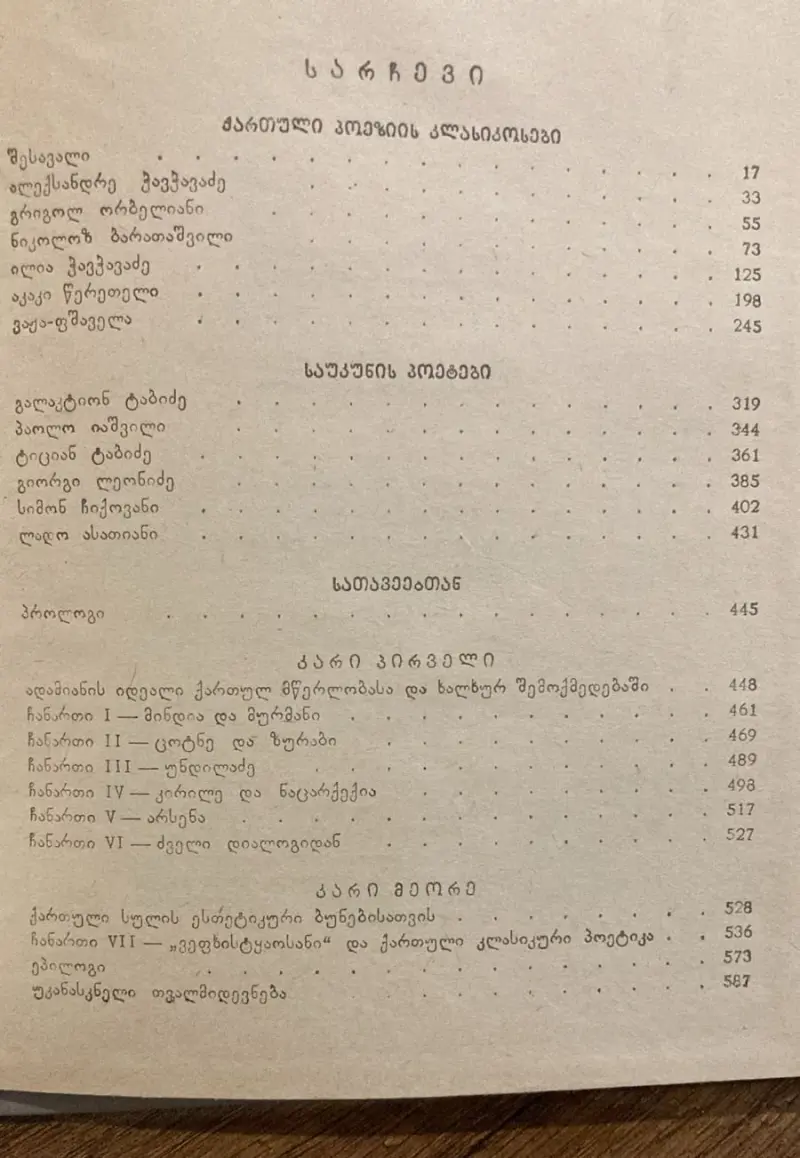 სარჩევი
ქართული პოეზიის კლასიკოსები
შესავალი . . . . . . . . . . . . . 17
ალექსანდრე ჭავჭავაძე . . . . . . . . . . 33
გრიგოლ ორბელიანი . . . . . . . . . . . 55
ნიკოლოზ ბარათაშვილი . . . . . . . . . . 73
ილია ჭავჭავაძე . . . . . . . . . . . . 125
აკაკი წერეთელი . . . . . . . . . . . . 198
ვაჟა-ფშაველა . . . . . . . . . . . . 245
საუკუნის პოეტები
გალაკტიონ ტაბიძე . . . . . . . . . . . 319
პაოლო იაშვილი . . . . . . . . . . . . 344
ტიციან ტაბიძე . . . . . . . . . . . . 361
გიორგი ლეონიძე . . . . . . . . . . . 385
სიმონ ჩიქოვანი . . . . . . . . . . . . 402
ლადო ასათიანი . . . . . . . . . . . . 431
სათავეებთან
პროლოგი . . . . . . . . . . . . . 445
კარი პირველი
ადამიანის იდეალი ქართულ მწერლობასა და ხალხურ შემოქმედებაში . . 448
ჩანართი I — მინდია და მურმანი . . . . . . . . . 461
ჩანართი II — ცოტნე და ზურაბი . . . . . . . . 469
ჩანართი III — უნდილაძე . . . . . . . . . . 489
ჩანართი IV — კირილე და ნაცარქექია . . . . . . . 498
ჩანართი V — არსენა . . . . . . . . . . . 517
ჩანართი VI — ძველი დიალოგიდან . . . . . . . . 527
კარი მეორე
ქართული სულის ესთეტიკური ბუნებისათვის . . . . . . 528
ჩანართი VII — „ვეფხისტყაოსანი“ და ქართული კლასიკური პოეტიკა . . 536
ეპილოგი . . . . . . . . . . . . 573
უკანასკნელი თვალმიდევნება . . . . . . . . 587